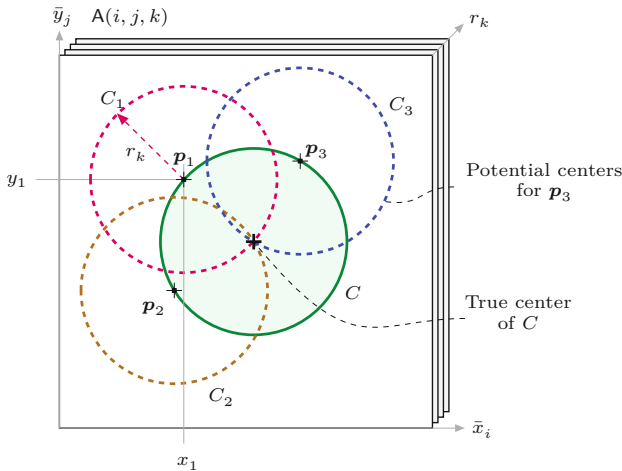 ȳⱼ A(i, j, k) rₖ
C₁ C₃
rₖ p₁ p₃
y₁
Potential centers
for p₃
p₂ C
True center
of C
C₂
x̄ᵢ
x₁